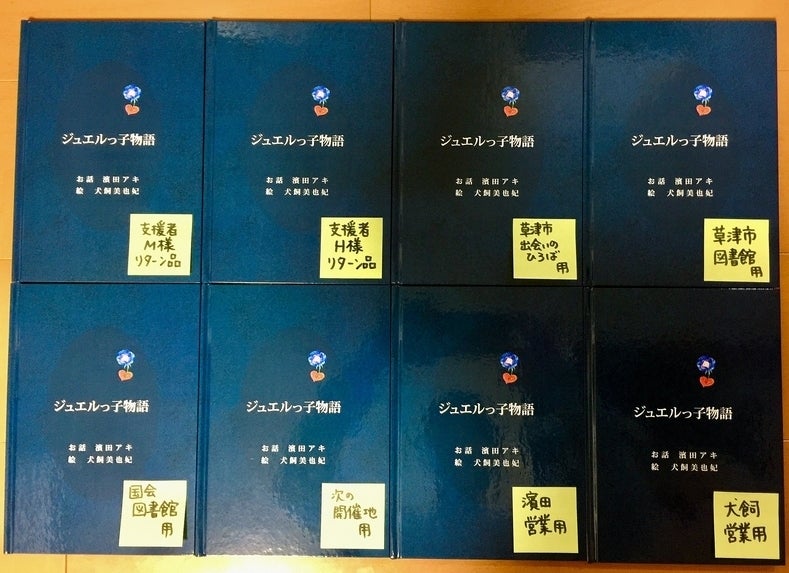 ジュエルっ子物語
お話 濱田アキ
絵 犬飼美也妃
支援者
M様
リターン品
ジュエルっ子物語
お話 濱田アキ
絵 犬飼美也妃
支援者
H様
リターン品
ジュエルっ子物語
お話 濱田アキ
絵 犬飼美也妃
草津市
出会いの
ひろば
用
ジュエルっ子物語
お話 濱田アキ
絵 犬飼美也妃
草津市
図書館
用
ジュエルっ子物語
お話 濱田アキ
絵 犬飼美也妃
国会
図書館
用
ジュエルっ子物語
お話 濱田アキ
絵 犬飼美也妃
次の
開催地
用
ジュエルっ子物語
お話 濱田アキ
絵 犬飼美也妃
濱田
営業用
ジュエルっ子物語
お話 濱田アキ
絵 犬飼美也妃
犬飼
営業用